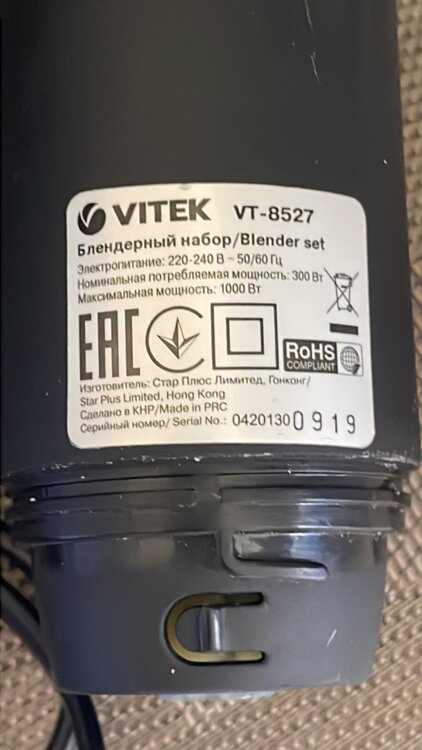 VITEK VT-8527
Блендерный набор/Blender set
Электропитание: 220-240 В ~ 50/60 Гц
Номинальная потребляемая мощность: 300 Вт
Максимальная мощность: 1000 Вт
EAC
RoHS
COMPLIANT
Изготовитель: Стар Плюс Лимитед, Гонконг/
Star Plus Limited, Hong Kong
Сделано в КНР/Made in PRC
Серийный номер/ Serial No.: 0420130 0919